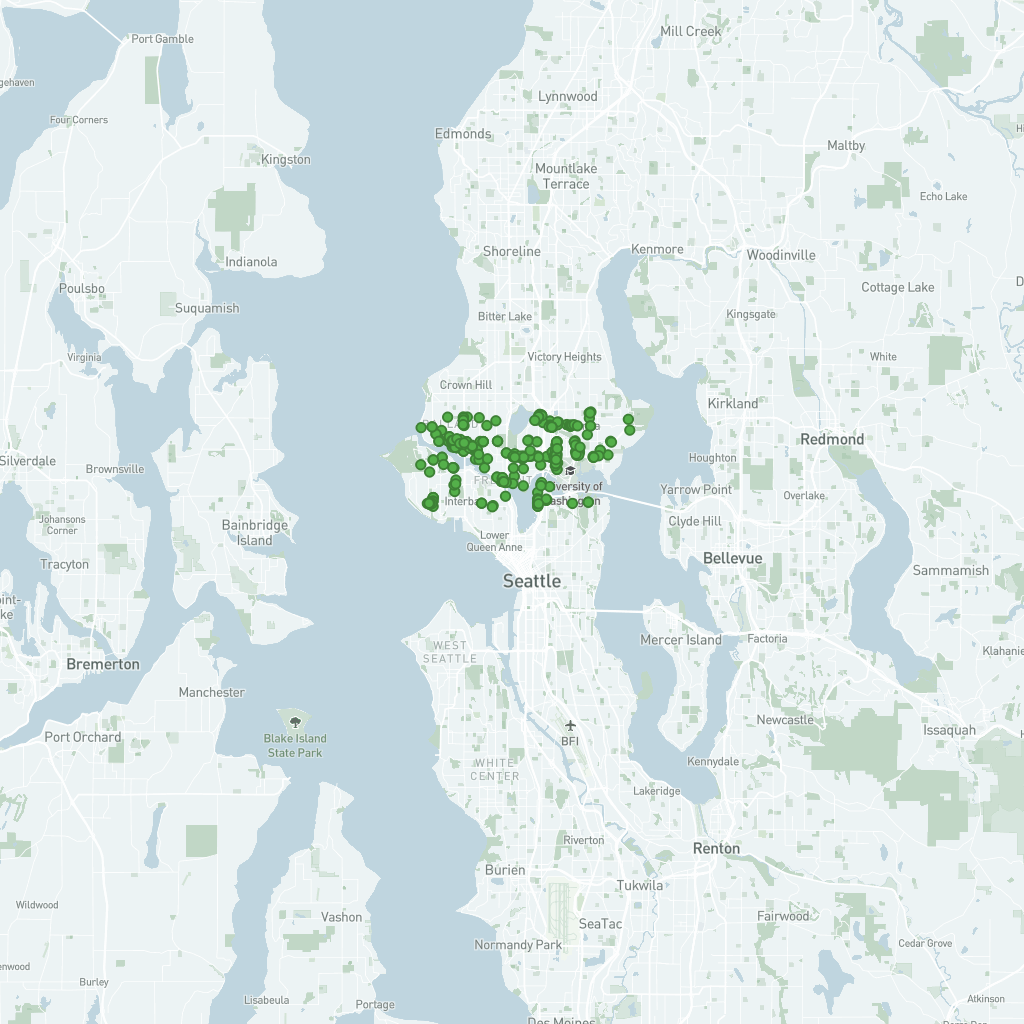 Port Gamble
Mill Creek
Lynnwood
Four Corners
Edmonds
Maltby
Kingston
Mountlake
Terrace
Echo Lake
Shoreline
Kenmore
Woodinville
Indianola
Poulsbo
Cottage Lake
Suquamish
Bitter Lake
Kingsgate
Virginia
Victory Heights
White
Crown Hill
Kirkland
Redmond
Silverdale
Brownsville
Houghton
Yarrow Point
Overlake
University of
Washington
Interba
Johansons
Corner
Bainbridge
Island
Clyde Hill
Lower
Queen Anne
Bellevue
Tracyton
Seattle
Sammamish
Mercer Island
Factoria
WEST
SEATTLE
Klahanie
Bremerton
Manchester
Newcastle
Issaquah
Blake Island
State Park
Port Orchard
BFI
Kennydale
WHITE
CENTER
Lakeridge
Riverton
Renton
Burien
Tukwila
Wildwood
Vashon
SeaTac
Fairwood
Normandy Park
Cedar Grove
Burley
Lisabeula
Portage
Atkinson
Des Moines